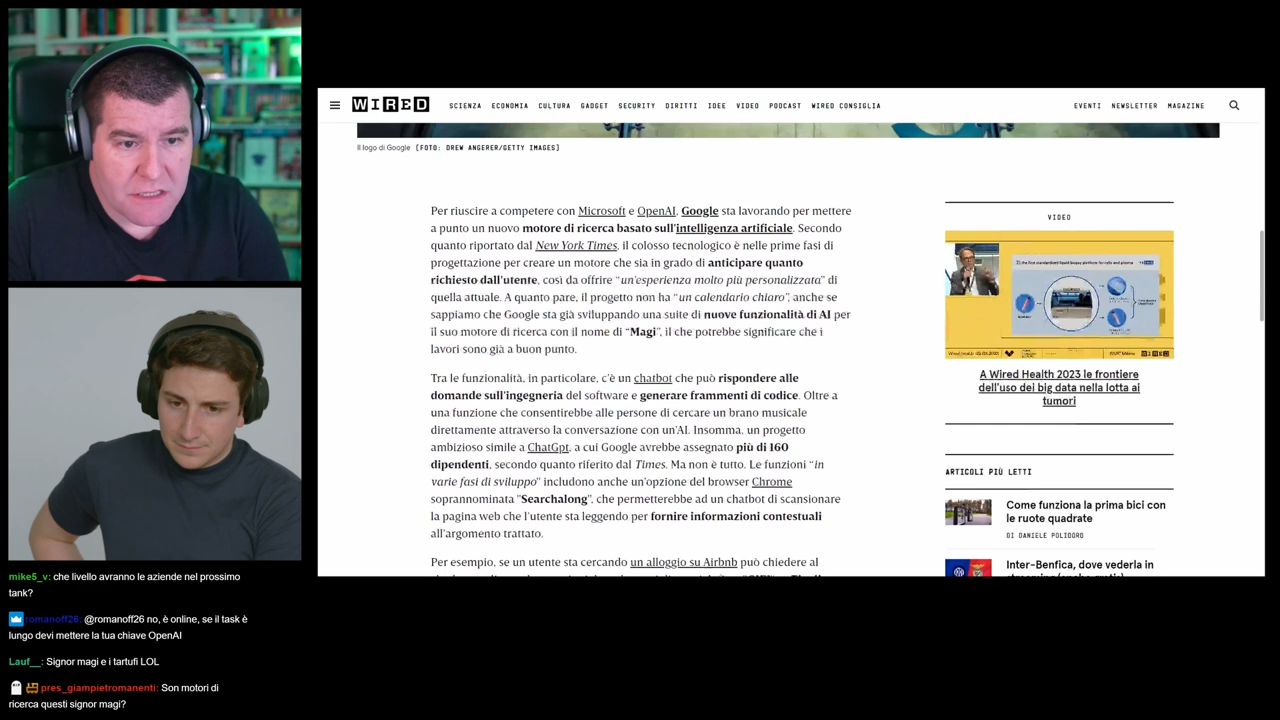 WIRED
SCIENZA ECONOMIA CULTURA GADGET SECURITY DIRITTI IDEE VIDEO PODCAST WIRED CONSIGLIA
EVENTI NEWSLETTER MAGAZINE
Il logo di Google [FOTO: DREW ANGERER/GETTY IMAGES]
Per riuscire a competere con Microsoft e OpenAI, Google sta lavorando per mettere
a punto un nuovo motore di ricerca basato sull'intelligenza artificiale. Secondo
quanto riportato dal New York Times, il colosso tecnologico è nelle prime fasi di
progettazione per creare un motore che sia in grado di anticipare quanto
richiesto dall'utente, così da offrire “un'esperienza molto più personalizzata” di
quella attuale. A quanto pare, il progetto non ha “un calendario chiaro”, anche se
sappiamo che Google sta già sviluppando una suite di nuove funzionalità di AI per
il suo motore di ricerca con il nome di “Magi”, il che potrebbe significare che i
lavori sono già a buon punto.
Tra le funzionalità, in particolare, c'è un chatbot che può rispondere alle
domande sull'ingegneria del software e generare frammenti di codice. Oltre a
una funzione che consentirebbe alle persone di cercare un brano musicale
direttamente attraverso la conversazione con un'AI. Insomma, un progetto
ambizioso simile a ChatGpt, a cui Google avrebbe assegnato più di 160
dipendenti, secondo quanto riferito dal Times. Ma non è tutto. Le funzioni “in
varie fasi di sviluppo” includono anche un'opzione del browser Chrome
soprannominata "Searchalong", che permetterebbe ad un chatbot di scansionare
la pagina web che l'utente sta leggendo per fornire informazioni contestuali
all'argomento trattato.
Per esempio, se un utente sta cercando un alloggio su Airbnb può chiedere al
VIDEO
A Wired Health 2023 le frontiere
dell'uso dei big data nella lotta ai
tumori
ARTICOLI PIÙ LETTI
Come funziona la prima bici con
le ruote quadrate
DI DANIELE POLIDORO
Inter-Benfica, dove vederla in
mike5_v: che livello avranno le aziende nel prossimo
tank?
romanoff26: @romanoff26 no, è online, se il task è
lungo devi mettere la tua chiave OpenAI
Lauf__: Signor magi e i tartufi LOL
pres_giampietromanenti: Son motori di
ricerca questi signor magi?